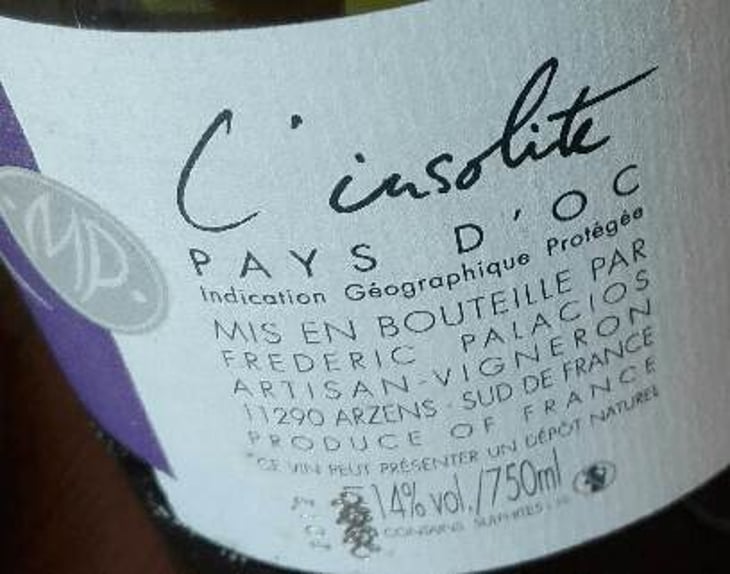 L'insolite
PAYS D'OC
Indication Géographique Protégée
MIS EN BOUTEILLE PAR
FREDERIC PALACIOS
ARTISAN-VIGNERON
11290 ARZENS - SUD DE FRANCE
PRODUCE OF FRANCE
*CE VIN PEUT PRÉSENTER UN DÉPÔT NATUREL
14% vol./750ml
CONTAINS SULPHITES
MP